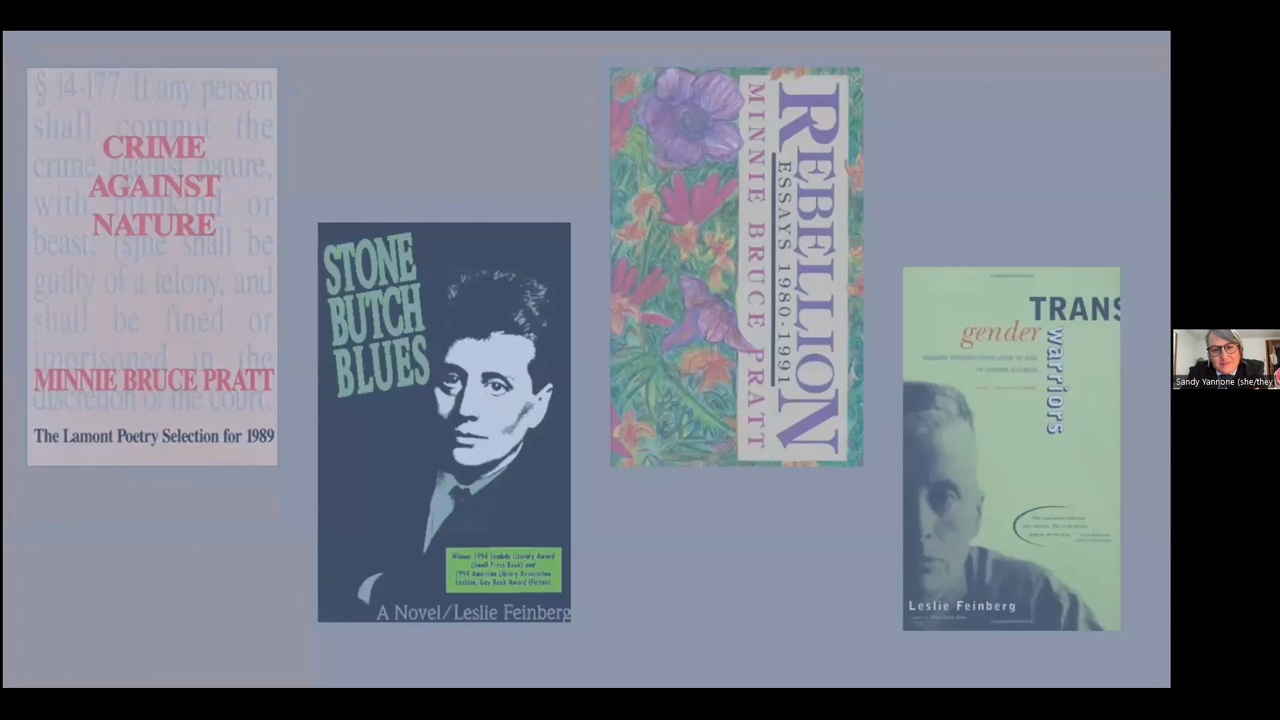 § 14-177 If any person
shall commit the
crime against nature,
with mankind or
beast, [s]he shall be
guilty of a felony, and
shall be fined or
imprisoned in the
discretion of the court.
CRIME
AGAINST
NATURE
MINNIE BRUCE PRATT
The Lamont Poetry Selection for 1989
STONE
BUTCH
BLUES
Winner 1994 Lambda Literary Award
(Small Press Book) and
1994 American Library Association
Lesbian, Gay Book Award (Fiction)
A Novel/Leslie Feinberg
REBELLION
ESSAYS 1980-1991
MINNIE BRUCE PRATT
TRANS
gender
warriors
Leslie Feinberg
Sandy Yannone (she/they